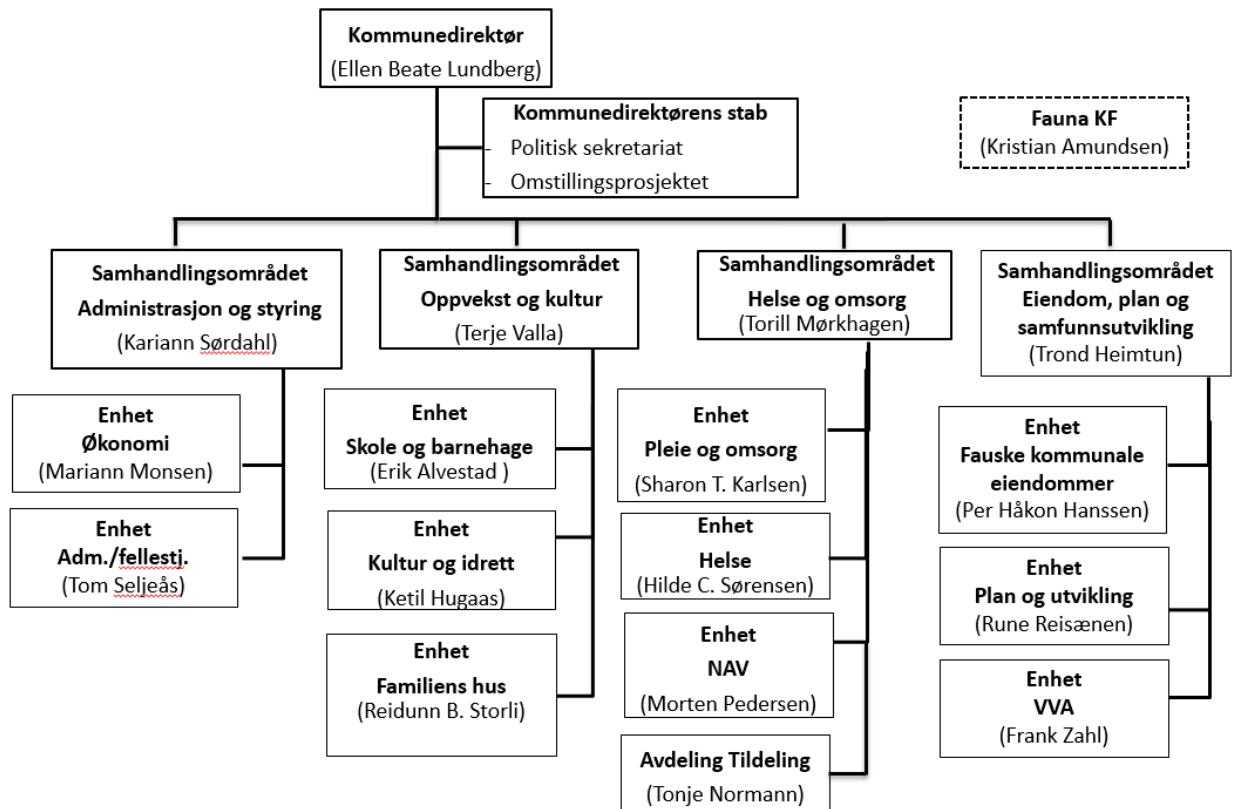 Kommunedirektør
(Ellen Beate Lundberg)
Kommunedirektørens stab
- Politisk sekretariat
- Omstillingsprosjektet
Fauna KF
(Kristian Amundsen)
Samhandlingsområdet
Administrasjon og styring
(Kariann Sørdahl)
Enhet
Økonomi
(Mariann Monsen)
Enhet
Adm./fellestj.
(Tom Seljeås)
Samhandlingsområdet
Oppvekst og kultur
(Terje Valla)
Enhet
Skole og barnehage
(Erik Alvestad )
Enhet
Kultur og idrett
(Ketil Hugaas)
Enhet
Familiens hus
(Reidunn B. Storli)
Samhandlingsområdet
Helse og omsorg
(Torill Mørkhagen)
Enhet
Pleie og omsorg
(Sharon T. Karlsen)
Enhet
Helse
(Hilde C. Sørensen)
Enhet
NAV
(Morten Pedersen)
Avdeling Tildeling
(Tonje Normann)
Samhandlingsområdet
Eiendom, plan og
samfunnsutvikling
(Trond Heimtun)
Enhet
Fauske kommunale
eiendommer
(Per Håkon Hanssen)
Enhet
Plan og utvikling
(Rune Reisænen)
Enhet
VVA
(Frank Zahl)